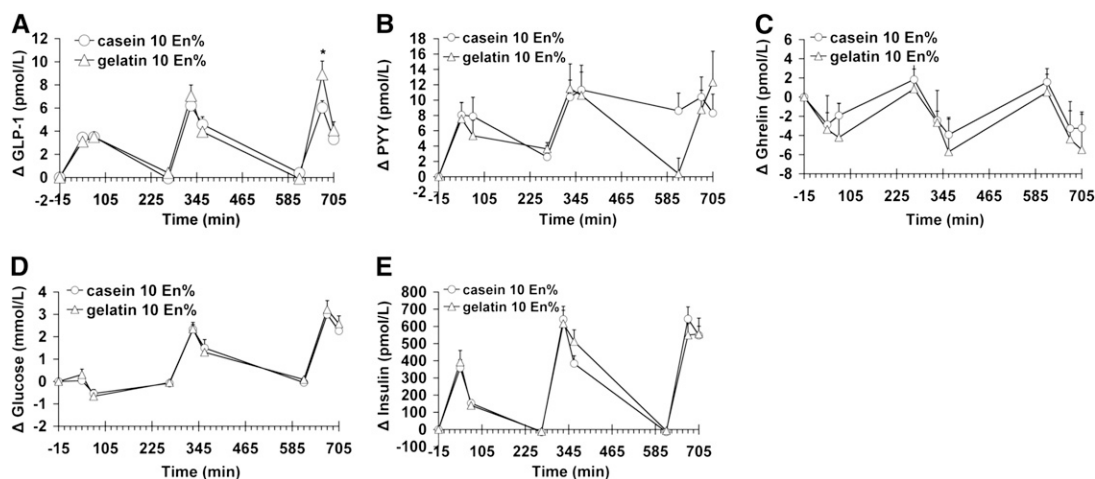 A
casein 10 En%
gelatin 10 En%
Δ GLP-1 (pmol/L)
12
10
8
6
4
2
0
-2
*
-15 105 225 345 465 585 705
Time (min)
B
casein 10 En%
gelatin 10 En%
Δ PYY (pmol/L)
18
16
14
12
10
8
6
4
2
0
-2
-15 105 225 345 465 585 705
Time (min)
C
casein 10 En%
gelatin 10 En%
Δ Ghrelin (pmol/L)
6
4
2
0
-2
-4
-6
-8
-15 105 225 345 465 585 705
Time (min)
D
casein 10 En%
gelatin 10 En%
Δ Glucose (mmol/L)
4
3
2
1
0
-1
-2
-15 105 225 345 465 585 705
Time (min)
E
casein 10 En%
gelatin 10 En%
Δ Insulin (pmol/L)
800
700
600
500
400
300
200
100
0
-100
-15 105 225 345 465 585 705
Time (min)